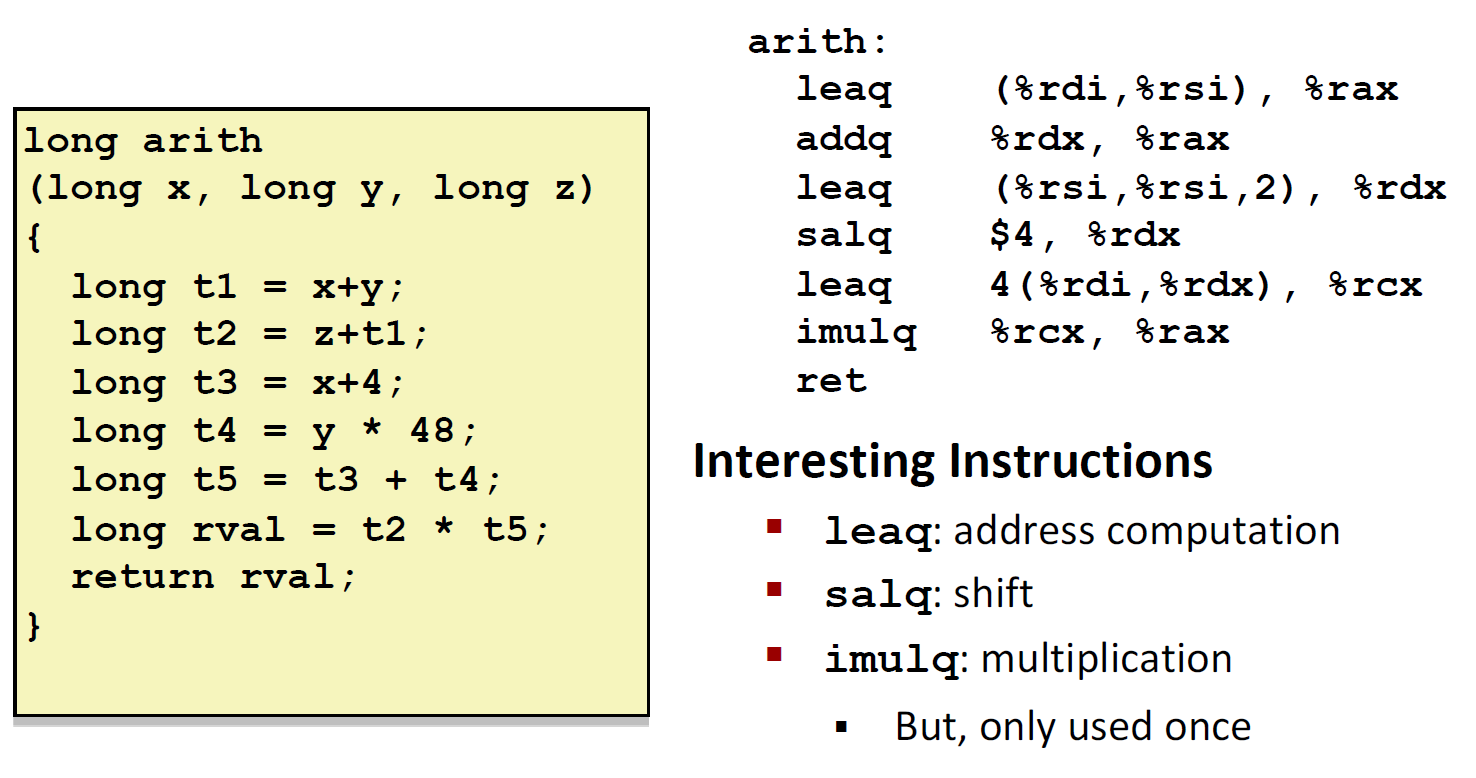 long arith
(long x, long y, long z)
{
  long t1 = x+y;
  long t2 = z+t1;
  long t3 = x+4;
  long t4 = y * 48;
  long t5 = t3 + t4;
  long rval = t2 * t5;
  return rval;
}
arith:
  leaq    (%rdi,%rsi), %rax
  addq    %rdx, %rax
  leaq    (%rsi,%rsi,2), %rdx
  salq    $4, %rdx
  leaq    4(%rdi,%rdx), %rcx
  imulq   %rcx, %rax
  ret
Interesting Instructions
▪ leaq: address computation
▪ salq: shift
▪ imulq: multiplication
▪ But, only used once